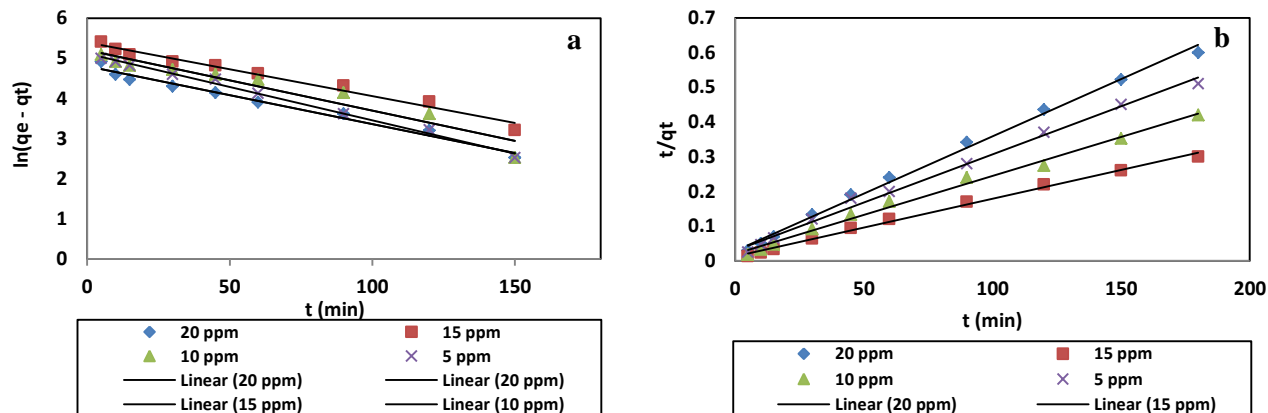 a
ln(qe - qt)
6
5
4
3
2
1
0
0 50 100 150
t (min)
20 ppm 15 ppm
10 ppm 5 ppm
Linear (20 ppm) Linear (20 ppm)
Linear (15 ppm) Linear (10 ppm)
b
t/qt
0.7
0.6
0.5
0.4
0.3
0.2
0.1
0
0 50 100 150 200
t (min)
20 ppm 15 ppm
10 ppm 5 ppm
Linear (20 ppm) Linear (15 ppm)